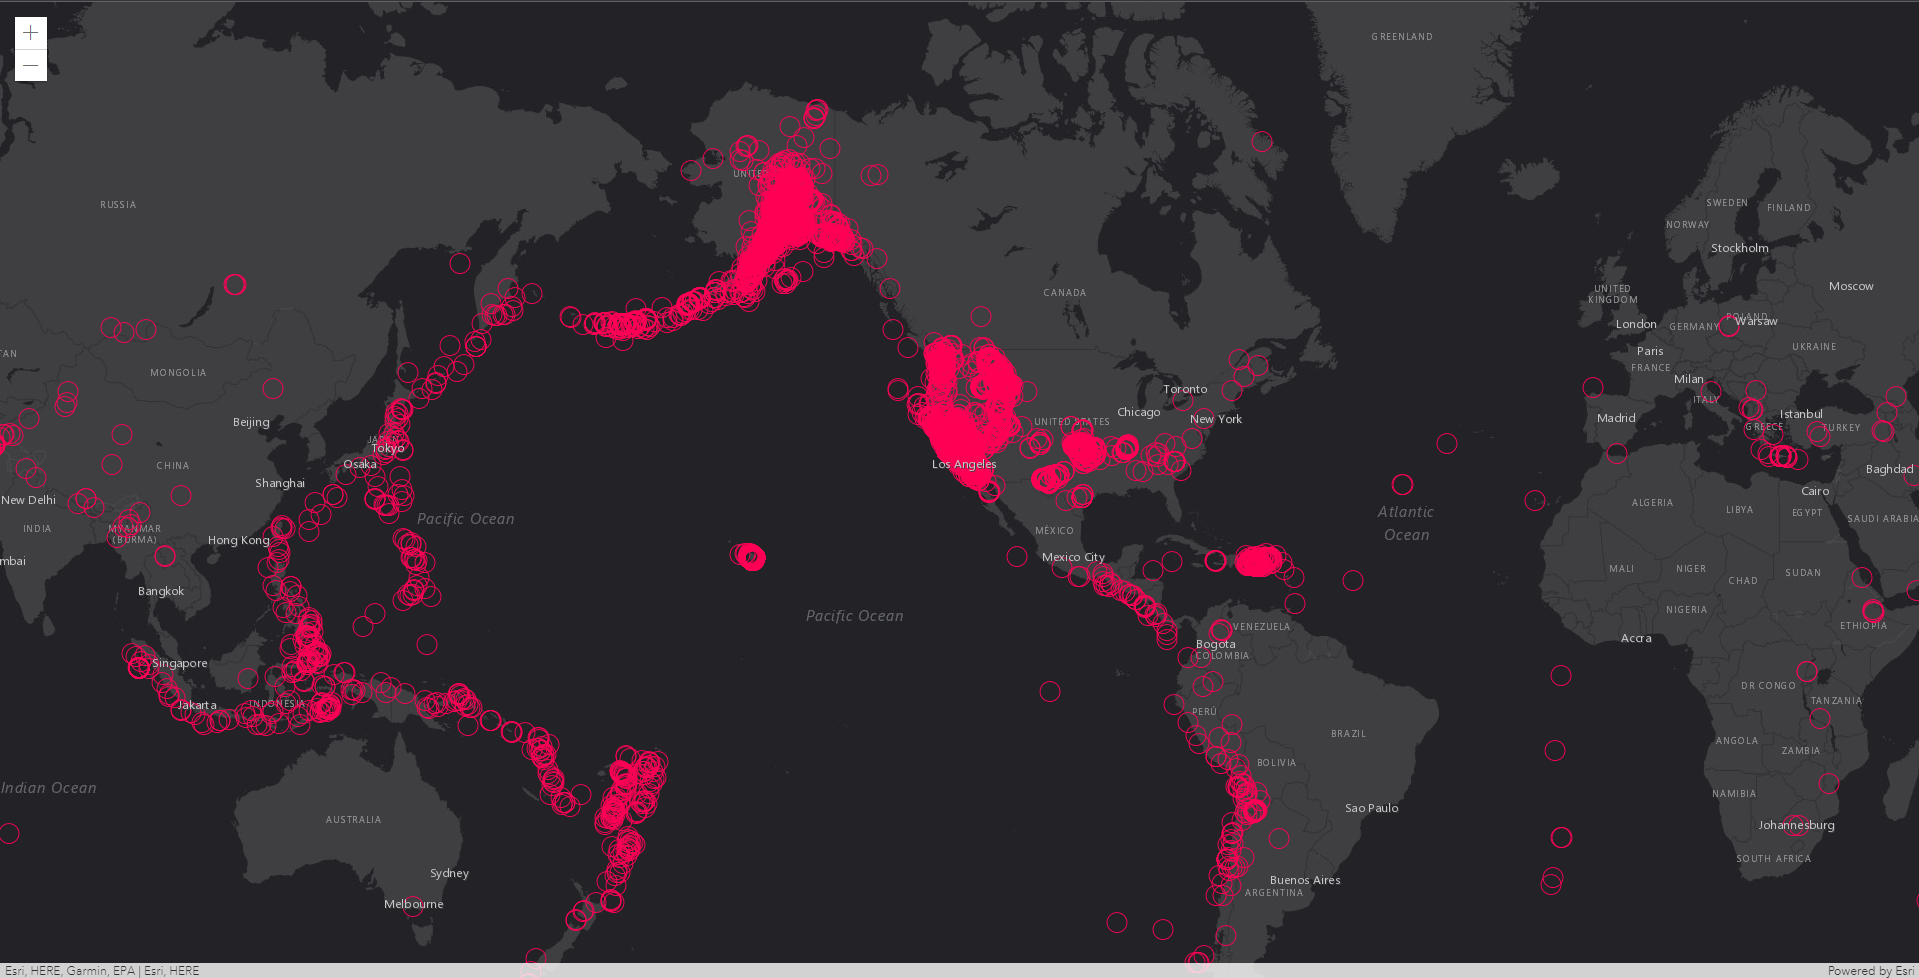 +
−
GREENLAND
RUSSIA
UNITED
SWEDEN
FINLAND
NORWAY
Stockholm
CANADA
UNITED
KINGDOM
Moscow
London
GERMANY
POLAND
Warsaw
TAN
MONGOLIA
Paris
FRANCE
UKRAINE
Milan
Toronto
ITALY
Chicago
New York
UNITED STATES
Madrid
Istanbul
GREECE
TURKEY
Beijing
JAPAN
Tokyo
Osaka
CHINA
Los Angeles
Baghdad
Shanghai
New Delhi
Cairo
Pacific Ocean
Atlantic
Ocean
ALGERIA
LIBYA
EGYPT
SAUDI ARABIA
INDIA
MYANMAR
(BURMA)
Hong Kong
MÉXICO
Mexico City
mbai
Bangkok
MALI
NIGER
CHAD
SUDAN
Pacific Ocean
NIGERIA
VENEZUELA
ETHIOPIA
Accra
Bogota
COLOMBIA
Singapore
DR CONGO
TANZANIA
Jakarta
INDONESIA
PERÚ
BRAZIL
ANGOLA
ZAMBIA
BOLIVIA
Indian Ocean
NAMIBIA
Sao Paulo
AUSTRALIA
Johannesburg
SOUTH AFRICA
Sydney
Buenos Aires
ARGENTINA
Melbourne
Esri, HERE, Garmin, EPA | Esri, HERE
Powered by Esri